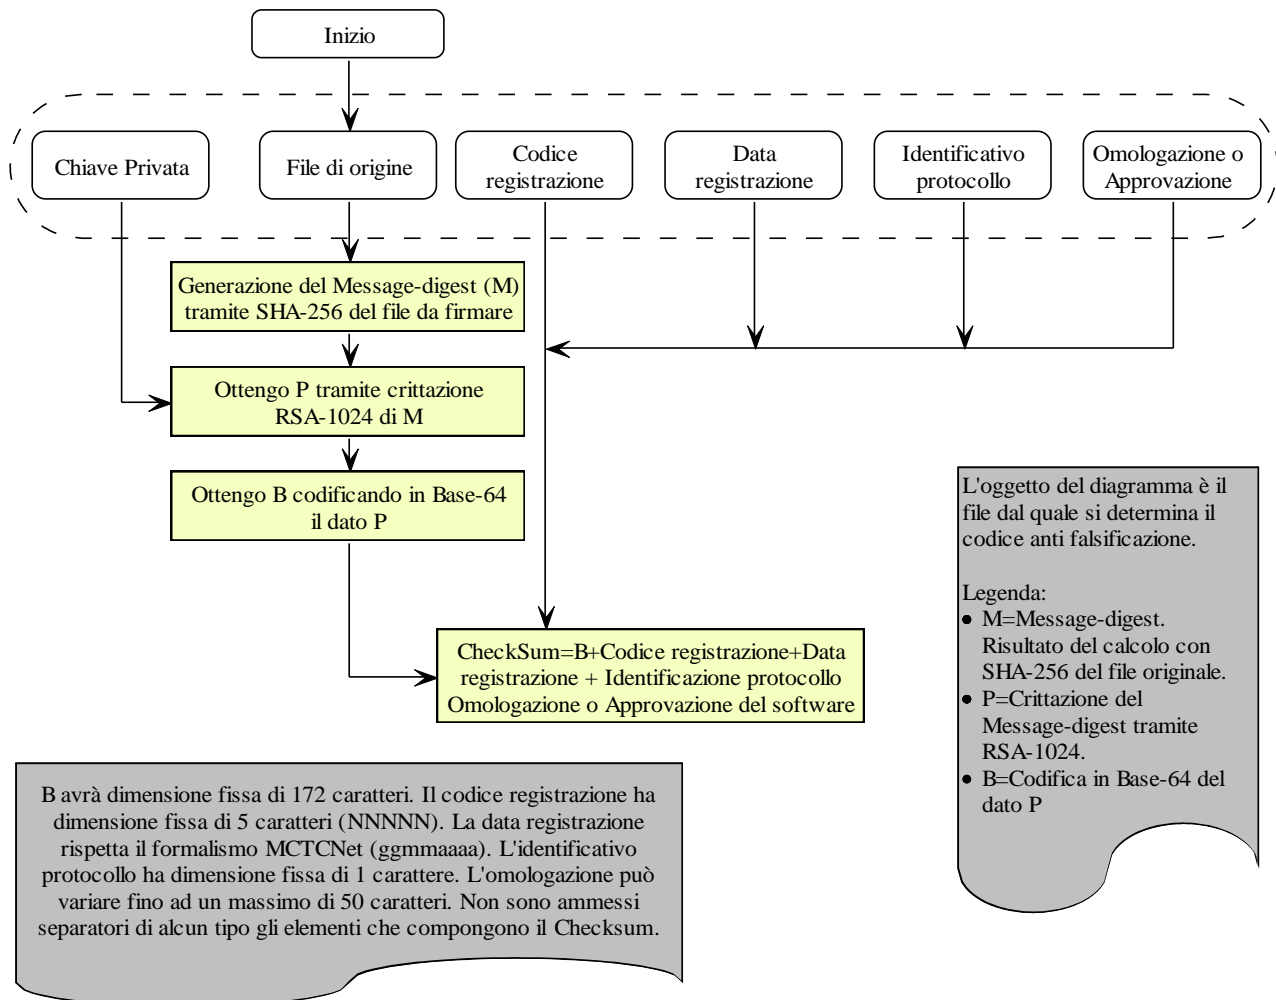 Inizio
Chiave Privata
File di origine
Codice
registrazione
Data
registrazione
Identificativo
protocollo
Omologazione o
Approvazione
Generazione del Message-digest (M)
tramite SHA-256 del file da firmare
Ottengo P tramite crittazione
RSA-1024 di M
Ottengo B codificando in Base-64
il dato P
CheckSum=B+Codice registrazione+Data
registrazione + Identificazione protocollo
Omologazione o Approvazione del software
L'oggetto del diagramma è il
file dal quale si determina il
codice anti falsificazione.
Legenda:
● M=Message-digest.
Risultato del calcolo con
SHA-256 del file originale.
● P=Crittazione del
Message-digest tramite
RSA-1024.
● B=Codifica in Base-64 del
dato P
B avrà dimensione fissa di 172 caratteri. Il codice registrazione ha
dimensione fissa di 5 caratteri (NNNNN). La data registrazione
rispetta il formalismo MCTCNet (ggmmaaaa). L'identificativo
protocollo ha dimensione fissa di 1 carattere. L'omologazione può
variare fino ad un massimo di 50 caratteri. Non sono ammessi
separatori di alcun tipo gli elementi che compongono il Checksum.